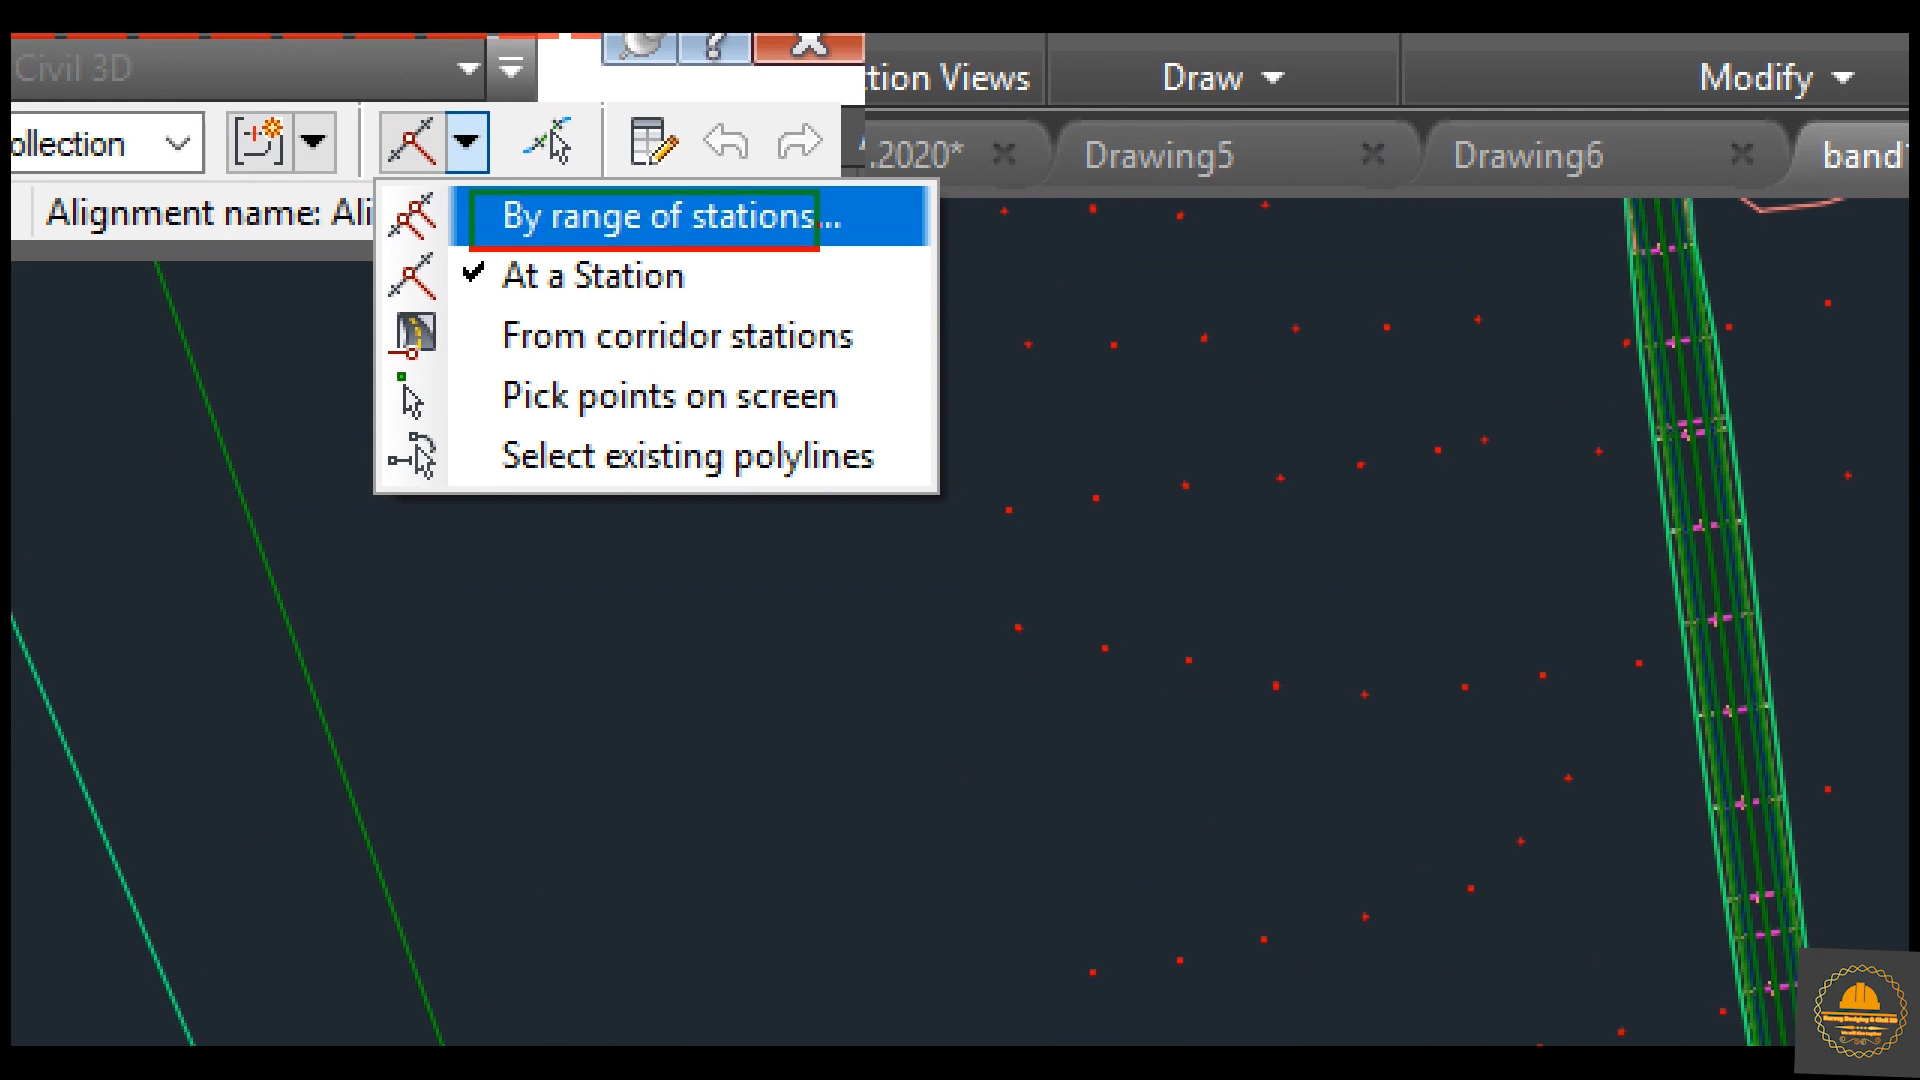 Civil 3D
tion Views
Draw
Modify
ollection
.2020*
Drawing5
Drawing6
band
Alignment name: Ali
By range of stations...
At a Station
From corridor stations
Pick points on screen
Select existing polylines